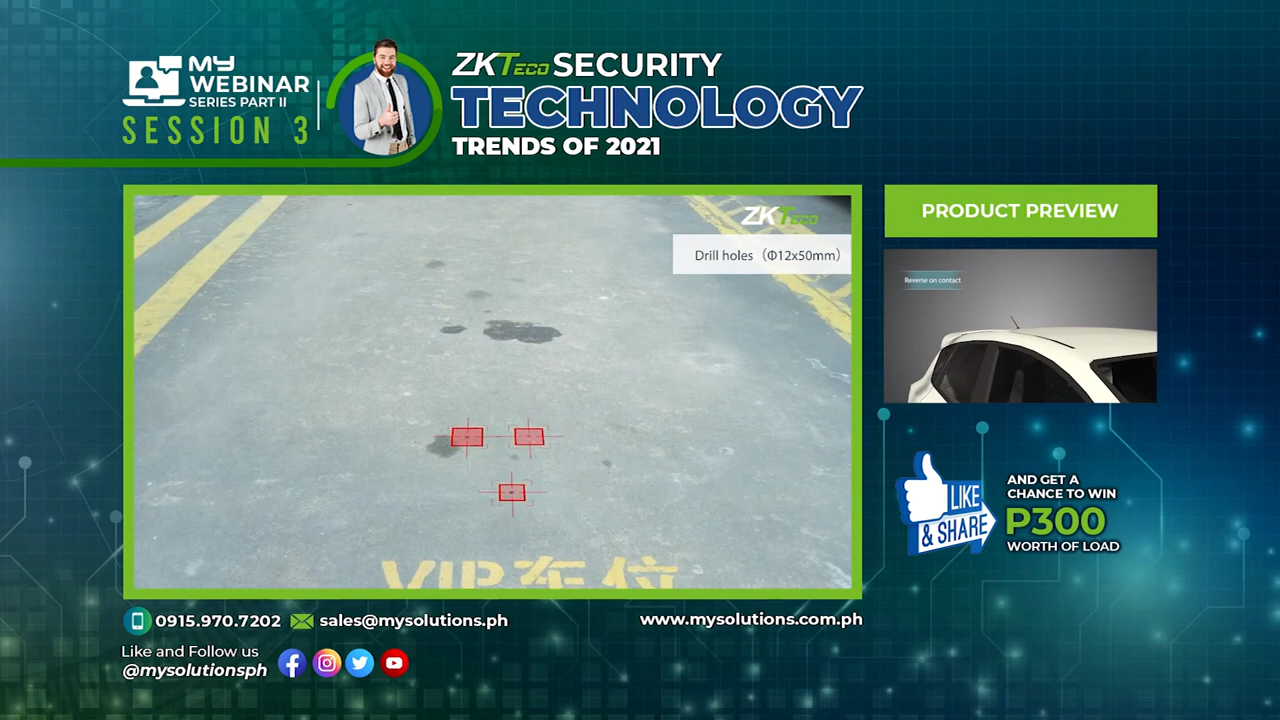 MY
WEBINAR
SERIES PART II
SESSION 3
ZKTECO SECURITY
TECHNOLOGY
TRENDS OF 2021
ZKTECO
Drill holes（Φ12x50mm）
VIP车位
PRODUCT PREVIEW
Reverse on contact
LIKE
& SHARE
AND GET A
CHANCE TO WIN
P300
WORTH OF LOAD
0915.970.7202 sales@mysolutions.ph www.mysolutions.com.ph
Like and Follow us
@mysolutionsph